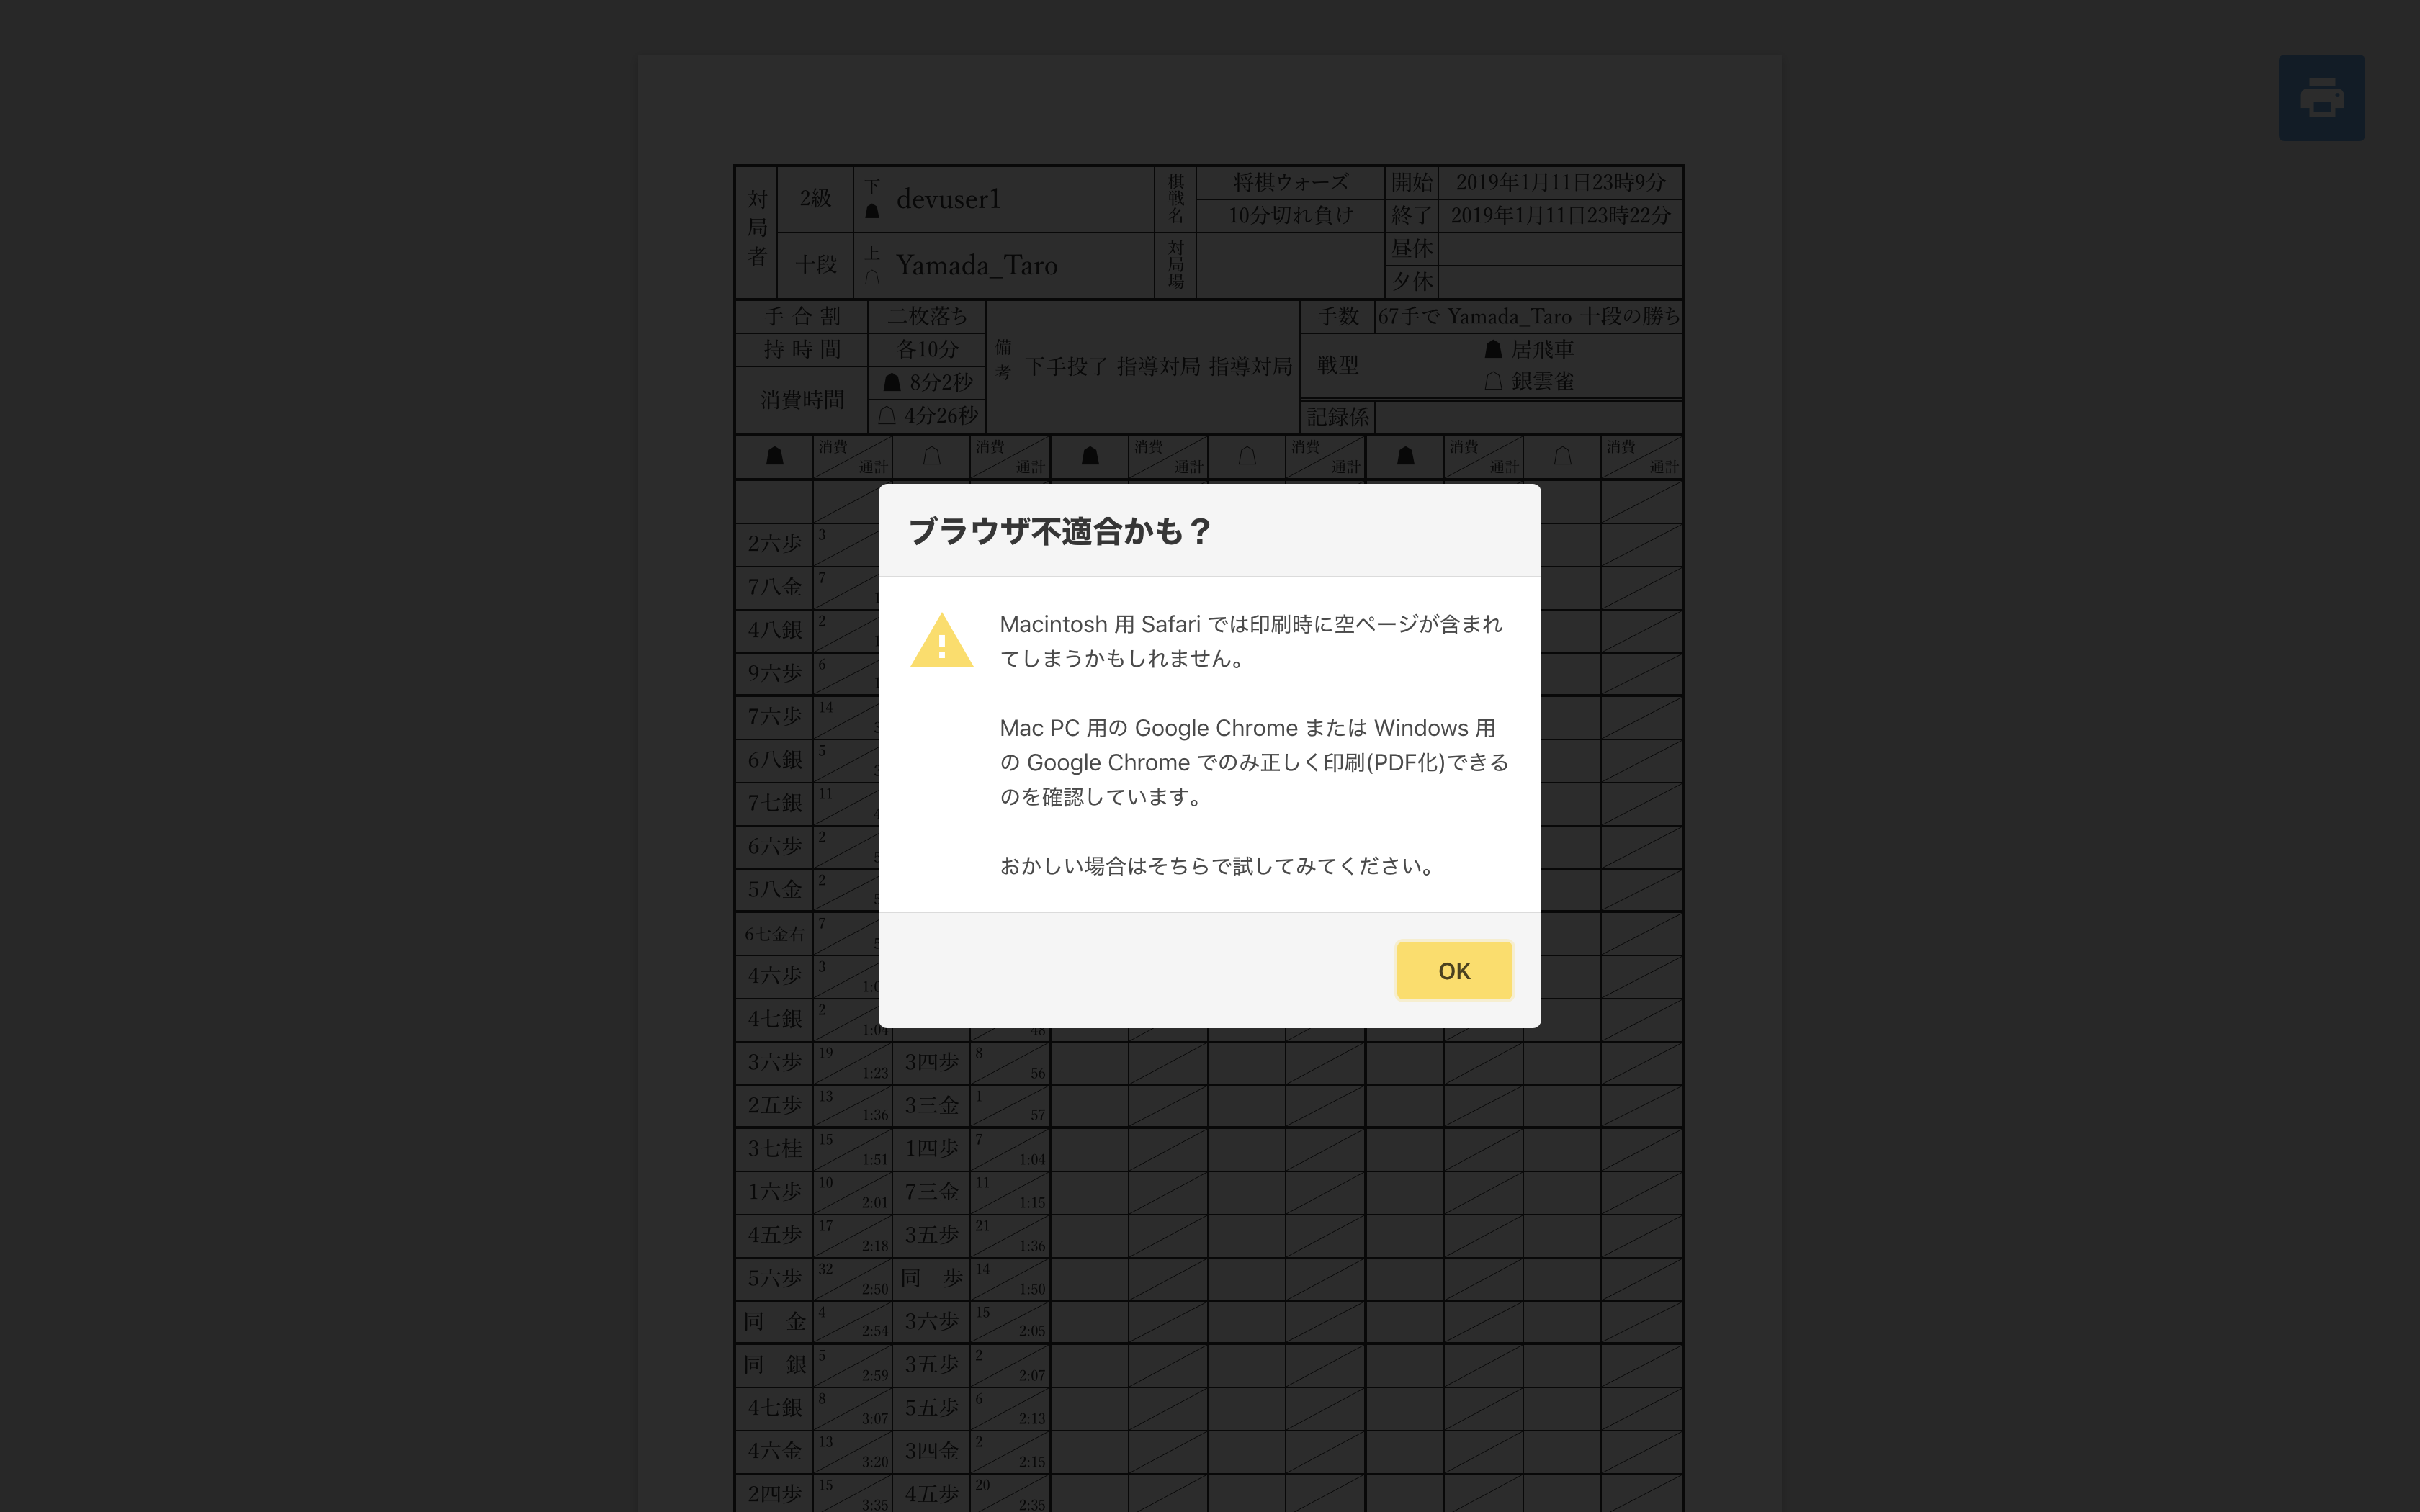 対局者 2級 下☗ devuser1 棋戦名 将棋ウォーズ 開始 2019年1月11日23時9分
10分切れ負け 終了 2019年1月11日23時22分
十段 上☖ Yamada_Taro 対局場 昼休
夕休
手合割 二枚落ち 備考 下手投了 指導対局 指導対局 手数 67手で Yamada_Taro 十段の勝ち
持時間 各10分 戦型 ☗ 居飛車
消費時間 ☗ 8分2秒 ☖ 銀雲雀
☖ 4分26秒 記録係
☗ 消費 通計 ☖ 消費 通計 ☗ 消費 通計 ☖ 消費 通計 ☗ 消費 通計 ☖ 消費 通計
ブラウザ不適合かも？
Macintosh 用 Safari では印刷時に空ページが含まれ
てしまうかもしれません。
Mac PC 用の Google Chrome または Windows 用
の Google Chrome でのみ正しく印刷(PDF化)できる
のを確認しています。
おかしい場合はそちらで試してみてください。
OK
2六歩 3
7八金 7
4八銀 2
9六歩 6
7六歩 14
6八銀 5
7七銀 11
6六歩 2
5八金 2
6七金右 7
4六歩 3
4七銀 2 1:04 48
3六歩 19 1:23 3四歩 8 56
2五歩 13 1:36 3三金 1 57
3七桂 15 1:51 1四歩 7 1:04
1六歩 10 2:01 7三金 11 1:15
4五歩 17 2:18 3五歩 21 1:36
5六歩 32 2:50 同　歩 14 1:50
同　金 4 2:54 3六歩 15 2:05
同　銀 5 2:59 3五歩 2 2:07
4七銀 8 3:07 5五歩 6 2:13
4六金 13 3:20 3四金 2 2:15
2四歩 15 3:35 4五歩 20 2:35